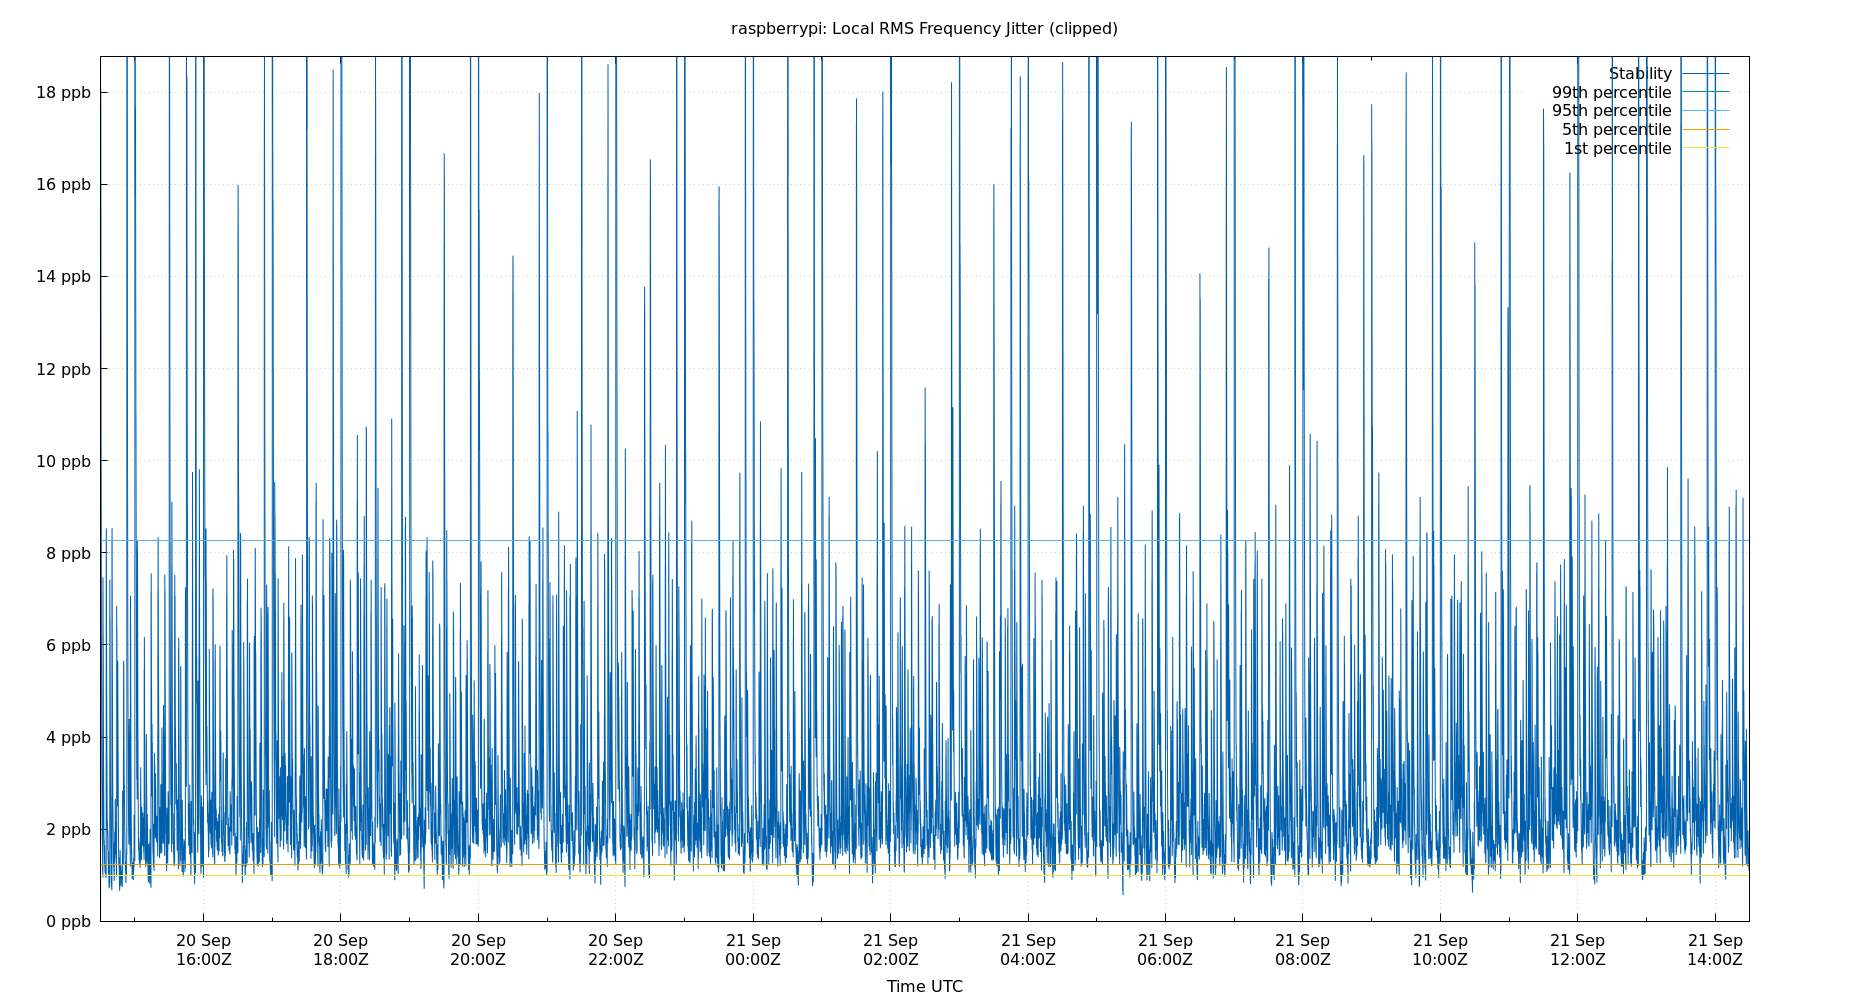 raspberrypi: Local RMS Frequency Jitter (clipped)
Stability
99th percentile
95th percentile
5th percentile
1st percentile
18 ppb
16 ppb
14 ppb
12 ppb
10 ppb
8 ppb
6 ppb
4 ppb
2 ppb
0 ppb
20 Sep 20 Sep 20 Sep 20 Sep 21 Sep 21 Sep 21 Sep 21 Sep 21 Sep 21 Sep 21 Sep 21 Sep
16:00Z 18:00Z 20:00Z 22:00Z 00:00Z 02:00Z 04:00Z 06:00Z 08:00Z 10:00Z 12:00Z 14:00Z
Time UTC